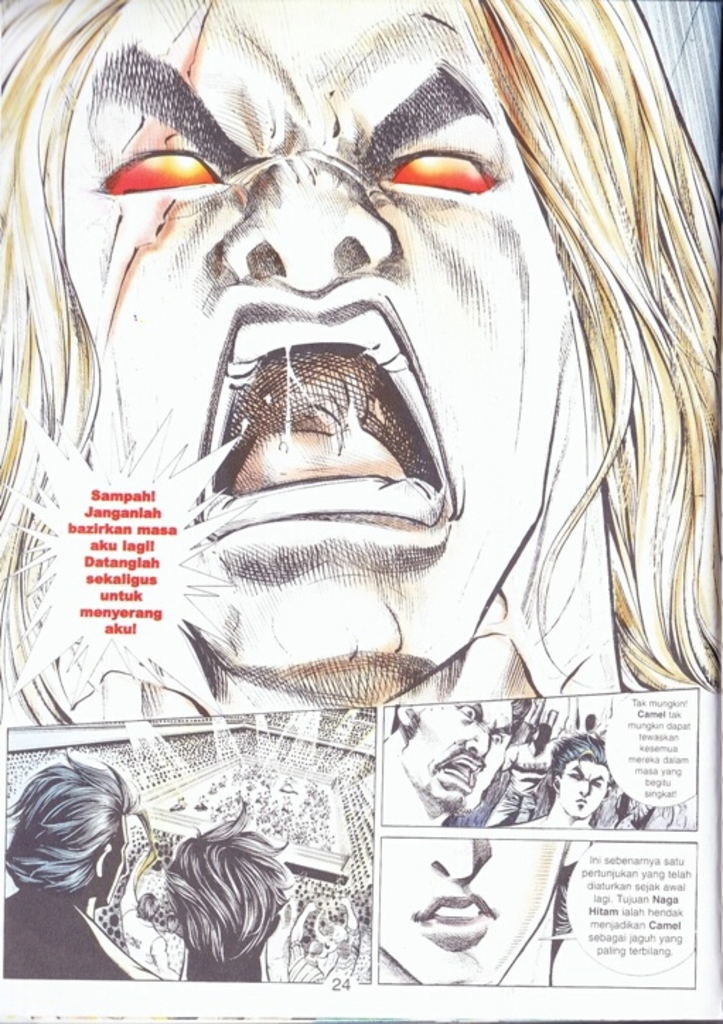 Sampah!
Janganlah
bazirkan masa
aku lagi!
Datanglah
sekaligus
untuk
menyerang
aku!
Tak mungkin!
Camel tak
mungkin dapat
tewaskan
kesemua
mereka dalam
masa yang
begitu
singkat!
Ini sebenarnya satu
pertunjukan yang telah
diaturkan sejak awal
lagi. Tujuan Naga
Hitam ialah hendak
menjadikan Camel
sebagai jaguh yang
paling terbilang.
24